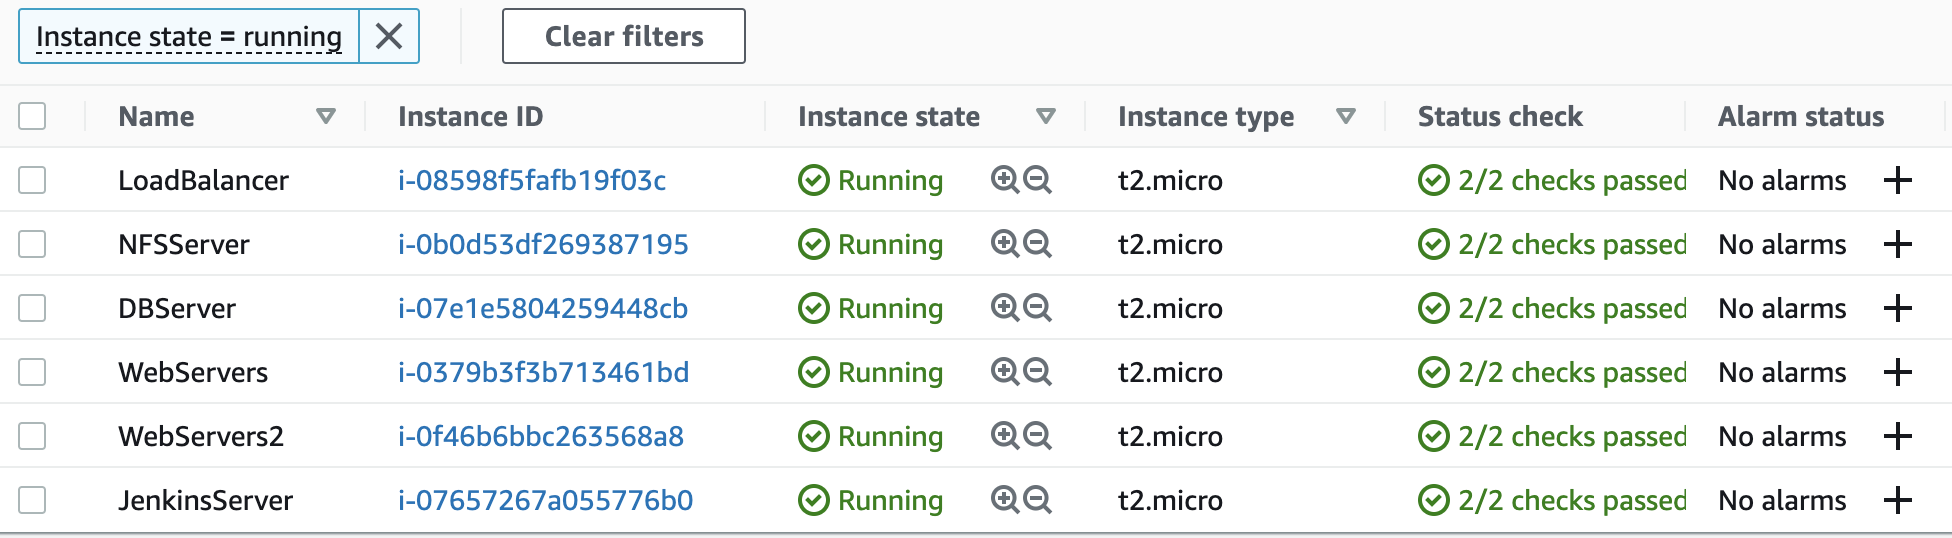 Instance state = running Clear filters
Name Instance ID Instance state Instance type Status check Alarm status
LoadBalancer i-08598f5fafb19f03c Running t2.micro 2/2 checks passed No alarms
NFSServer i-0b0d53df269387195 Running t2.micro 2/2 checks passed No alarms
DBServer i-07e1e5804259448cb Running t2.micro 2/2 checks passed No alarms
WebServers i-0379b3f3b713461bd Running t2.micro 2/2 checks passed No alarms
WebServers2 i-0f46b6bbc263568a8 Running t2.micro 2/2 checks passed No alarms
JenkinsServer i-07657267a055776b0 Running t2.micro 2/2 checks passed No alarms